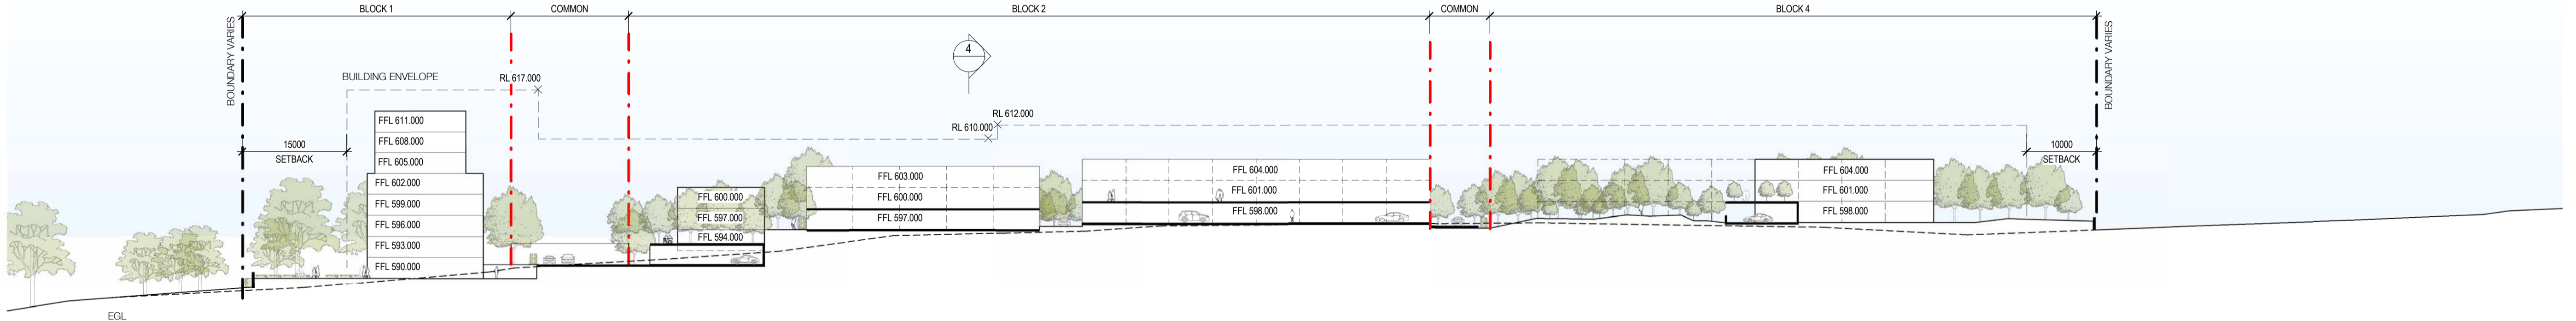 BLOCK 1
COMMON
BLOCK 2
COMMON
BLOCK 4
BOUNDARY VARIES
BOUNDARY VARIES
4
BUILDING ENVELOPE
RL 617.000
RL 612.000
RL 610.000
15000
SETBACK
10000
SETBACK
FFL 611.000
FFL 608.000
FFL 605.000
FFL 602.000
FFL 599.000
FFL 596.000
FFL 593.000
FFL 590.000
FFL 600.000
FFL 597.000
FFL 594.000
FFL 603.000
FFL 600.000
FFL 597.000
FFL 604.000
FFL 601.000
FFL 598.000
FFL 604.000
FFL 601.000
FFL 598.000
EGL